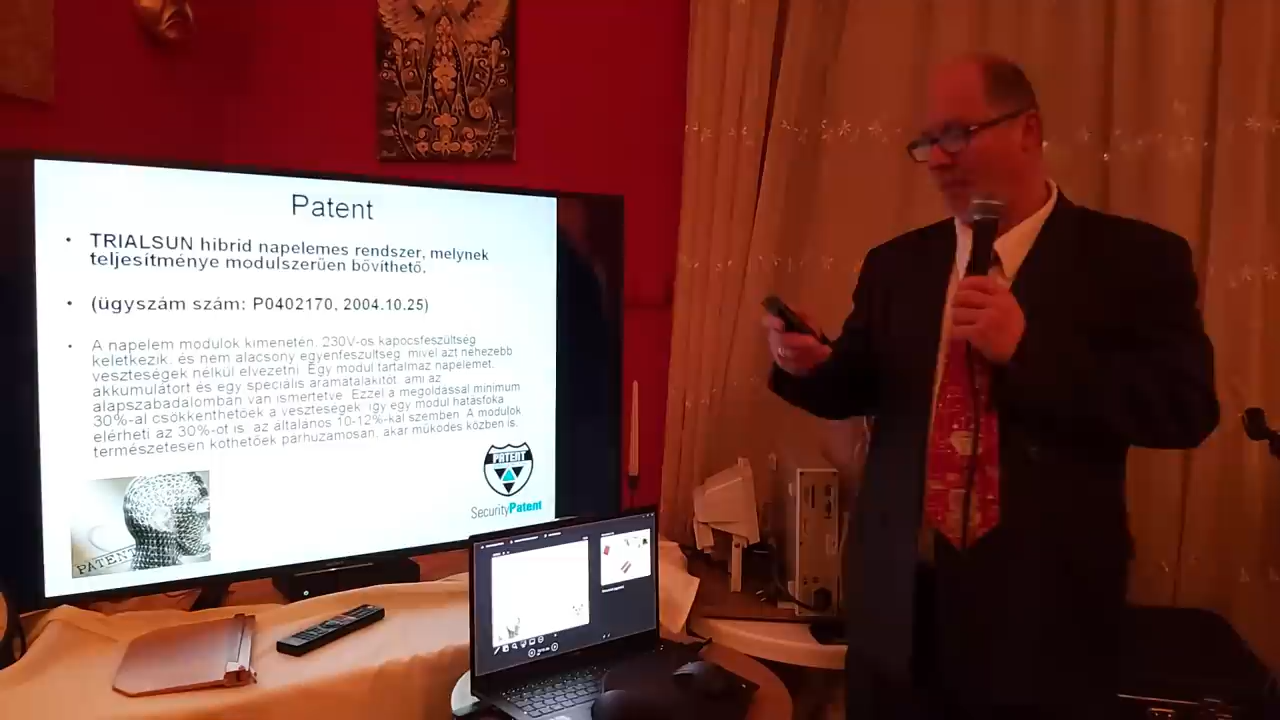 Patent
• TRIALSUN hibrid napelemes rendszer, melynek
teljesítménye modulszerűen bővíthető.
• (ügyszám szám: P0402170, 2004.10.25)
• A napelem modulok kimenetén, 230V-os kapocsfeszültség
keletkezik, és nem alacsony egyenfeszültség, mivel azt nehezebb
veszteségek nélkül elvezetni. Egy modul tartalmaz napelemet,
akkumulátort és egy speciális áramátalakítót, ami az
alapszabadalomban van ismertetve. Ezzel a megoldással minimum
30%-al csökkenthetőek a veszteségek, így egy modul hatásfoka
elérheti az 30%-ot is, az általános 10-12%-kal szemben. A modulok
természetesen köthetőek párhuzamosan, akár működés közben is.
PATENT
SecurityPatent
PATENT